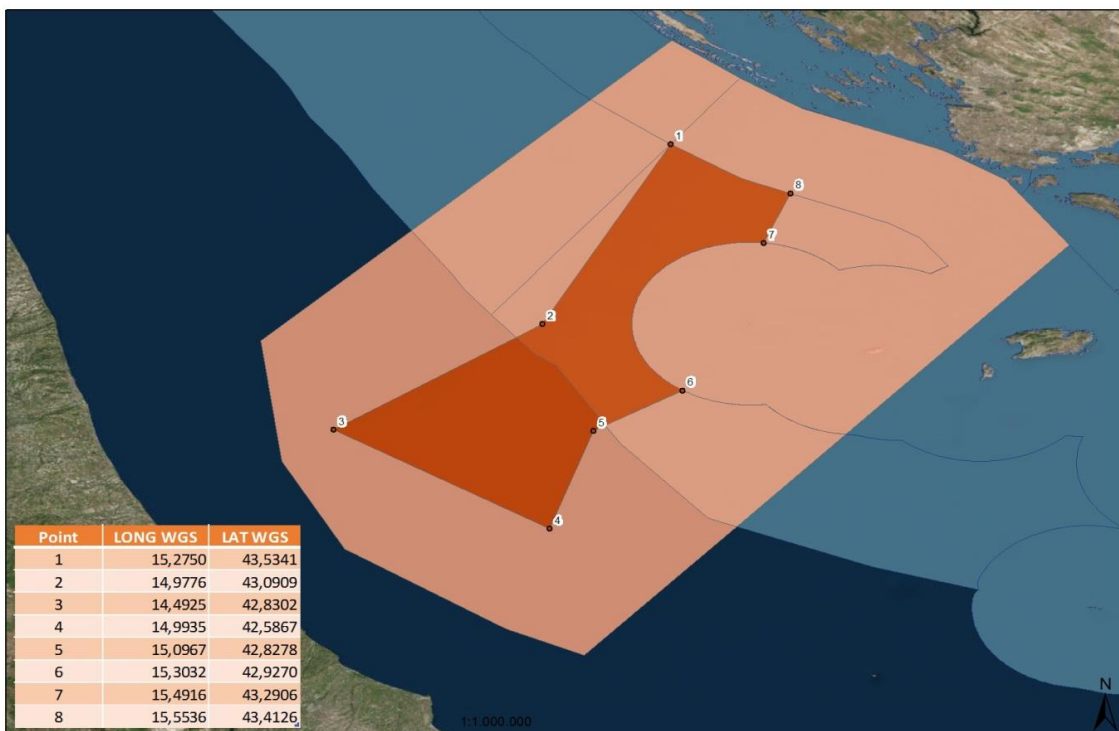 1
8
7
2
6
3
5
4
Point LONG WGS LAT WGS
1 15,2750 43,5341
2 14,9776 43,0909
3 14,4925 42,8302
4 14,9935 42,5867
5 15,0967 42,8278
6 15,3032 42,9270
7 15,4916 43,2906
8 15,5536 43,4126
1:1.000.000
N